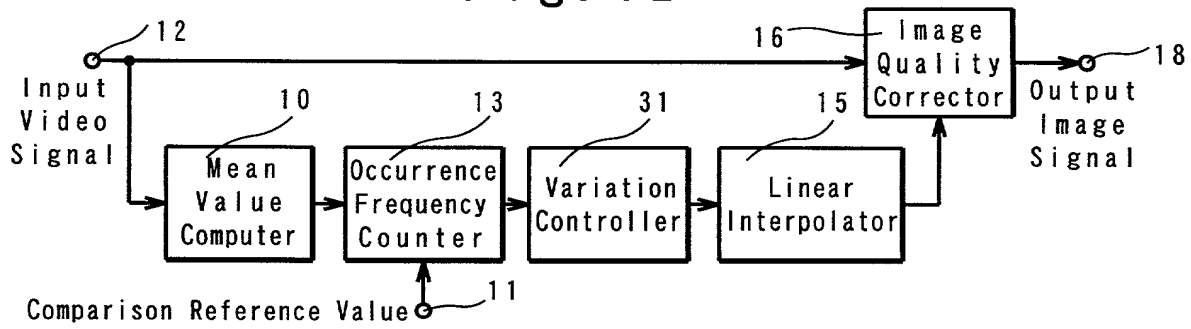 12
Input
Video
Signal
10
Mean
Value
Computer
13
Occurrence
Frequency
Counter
31
Variation
Controller
15
Linear
Interpolator
16
Image
Quality
Corrector
18
Output
Image
Signal
Comparison Reference Value
11